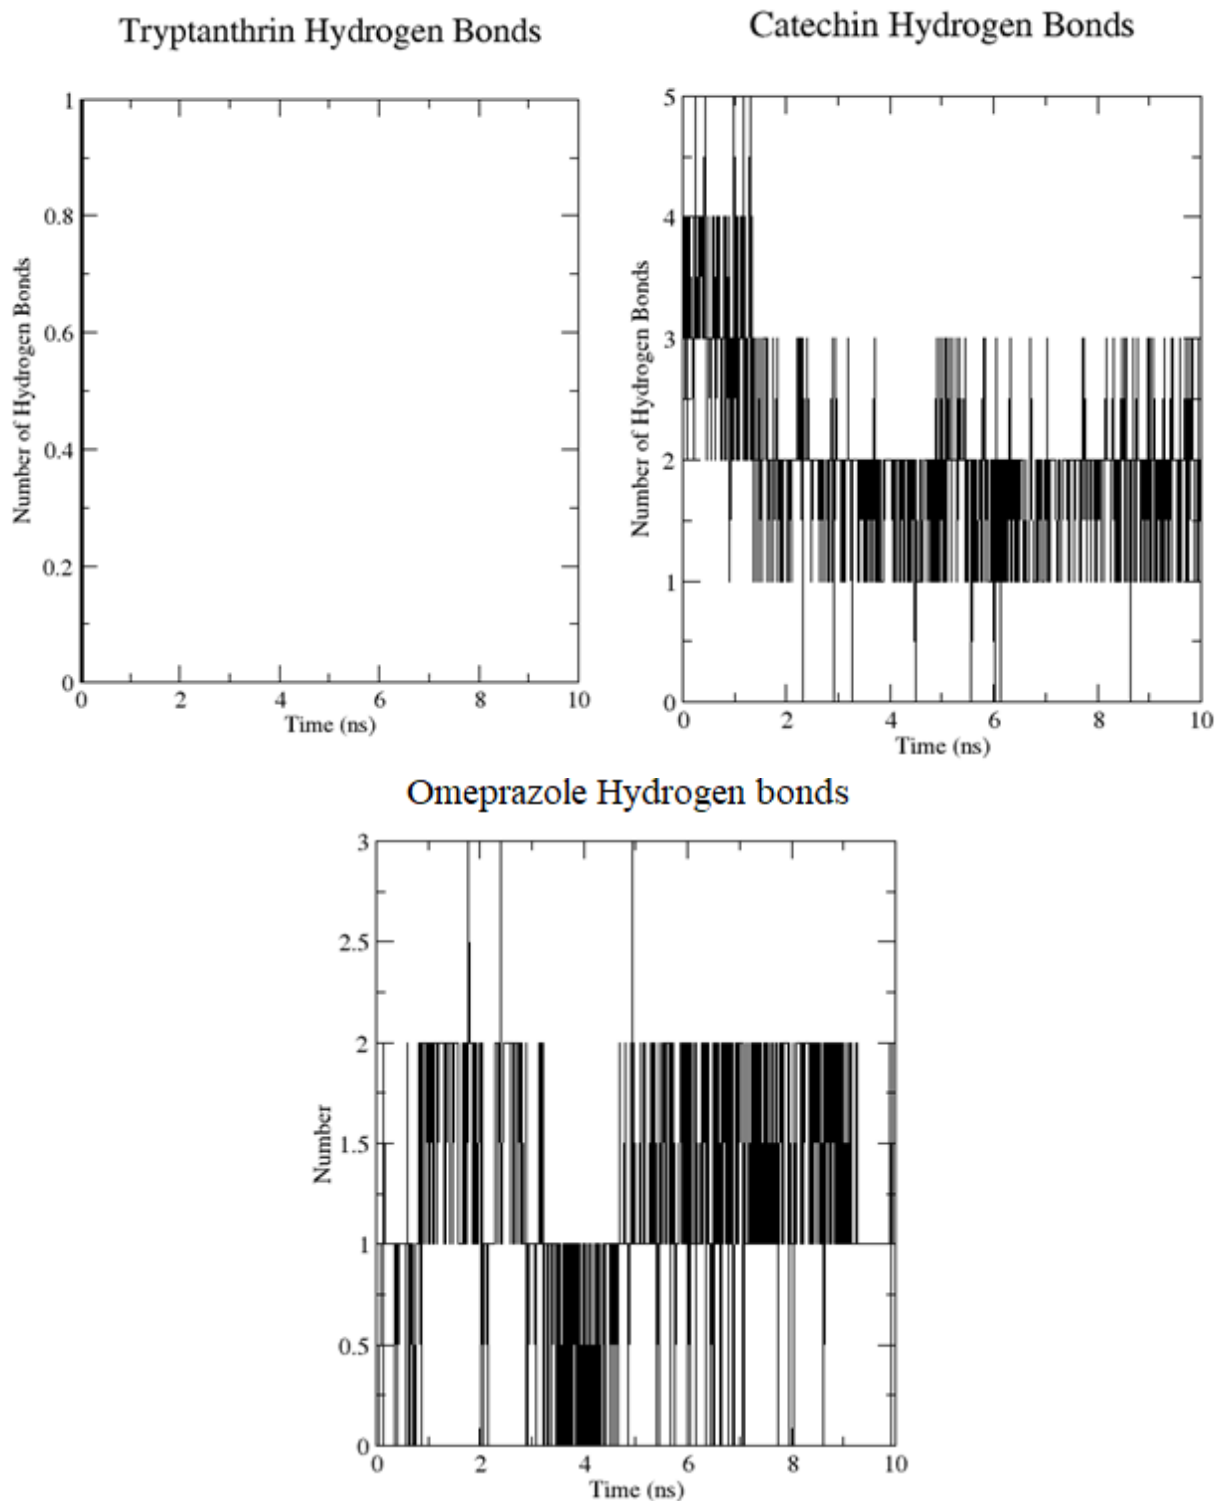 Tryptanthrin Hydrogen Bonds
Number of Hydrogen Bonds
1
0.8
0.6
0.4
0.2
0
0 2 4 6 8 10
Time (ns)
Catechin Hydrogen Bonds
Number of Hydrogen Bonds
5
4
3
2
1
0
0 2 4 6 8 10
Time (ns)
Omeprazole Hydrogen bonds
Number
3
2.5
2
1.5
1
0.5
0
0 2 4 6 8 10
Time (ns)